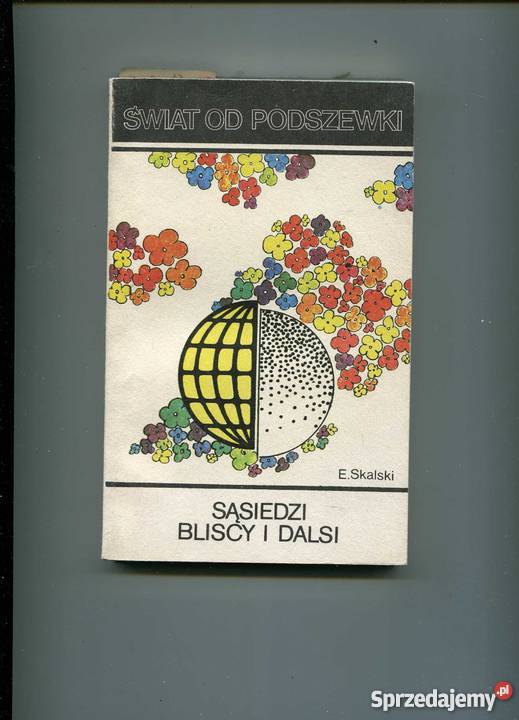 ŚWIAT OD PODSZEWKI
E.Skalski
SĄSIEDZI
BLISCY I DALSI
Sprzedajemy.pl